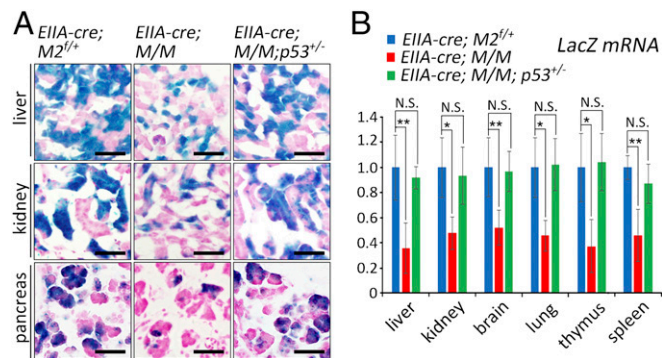 A
EIIA-cre; M2f/+
EIIA-cre; M/M
EIIA-cre; M/M;p53+/-
liver
kidney
pancreas
B
EIIA-cre; M2f/+
EIIA-cre; M/M
EIIA-cre; M/M; p53+/-
LacZ mRNA
N.S. N.S. N.S. N.S. N.S. N.S.
** * ** * * **
1.4
1.2
1.0
0.8
0.6
0.4
0.2
0
liver kidney brain lung thymus spleen